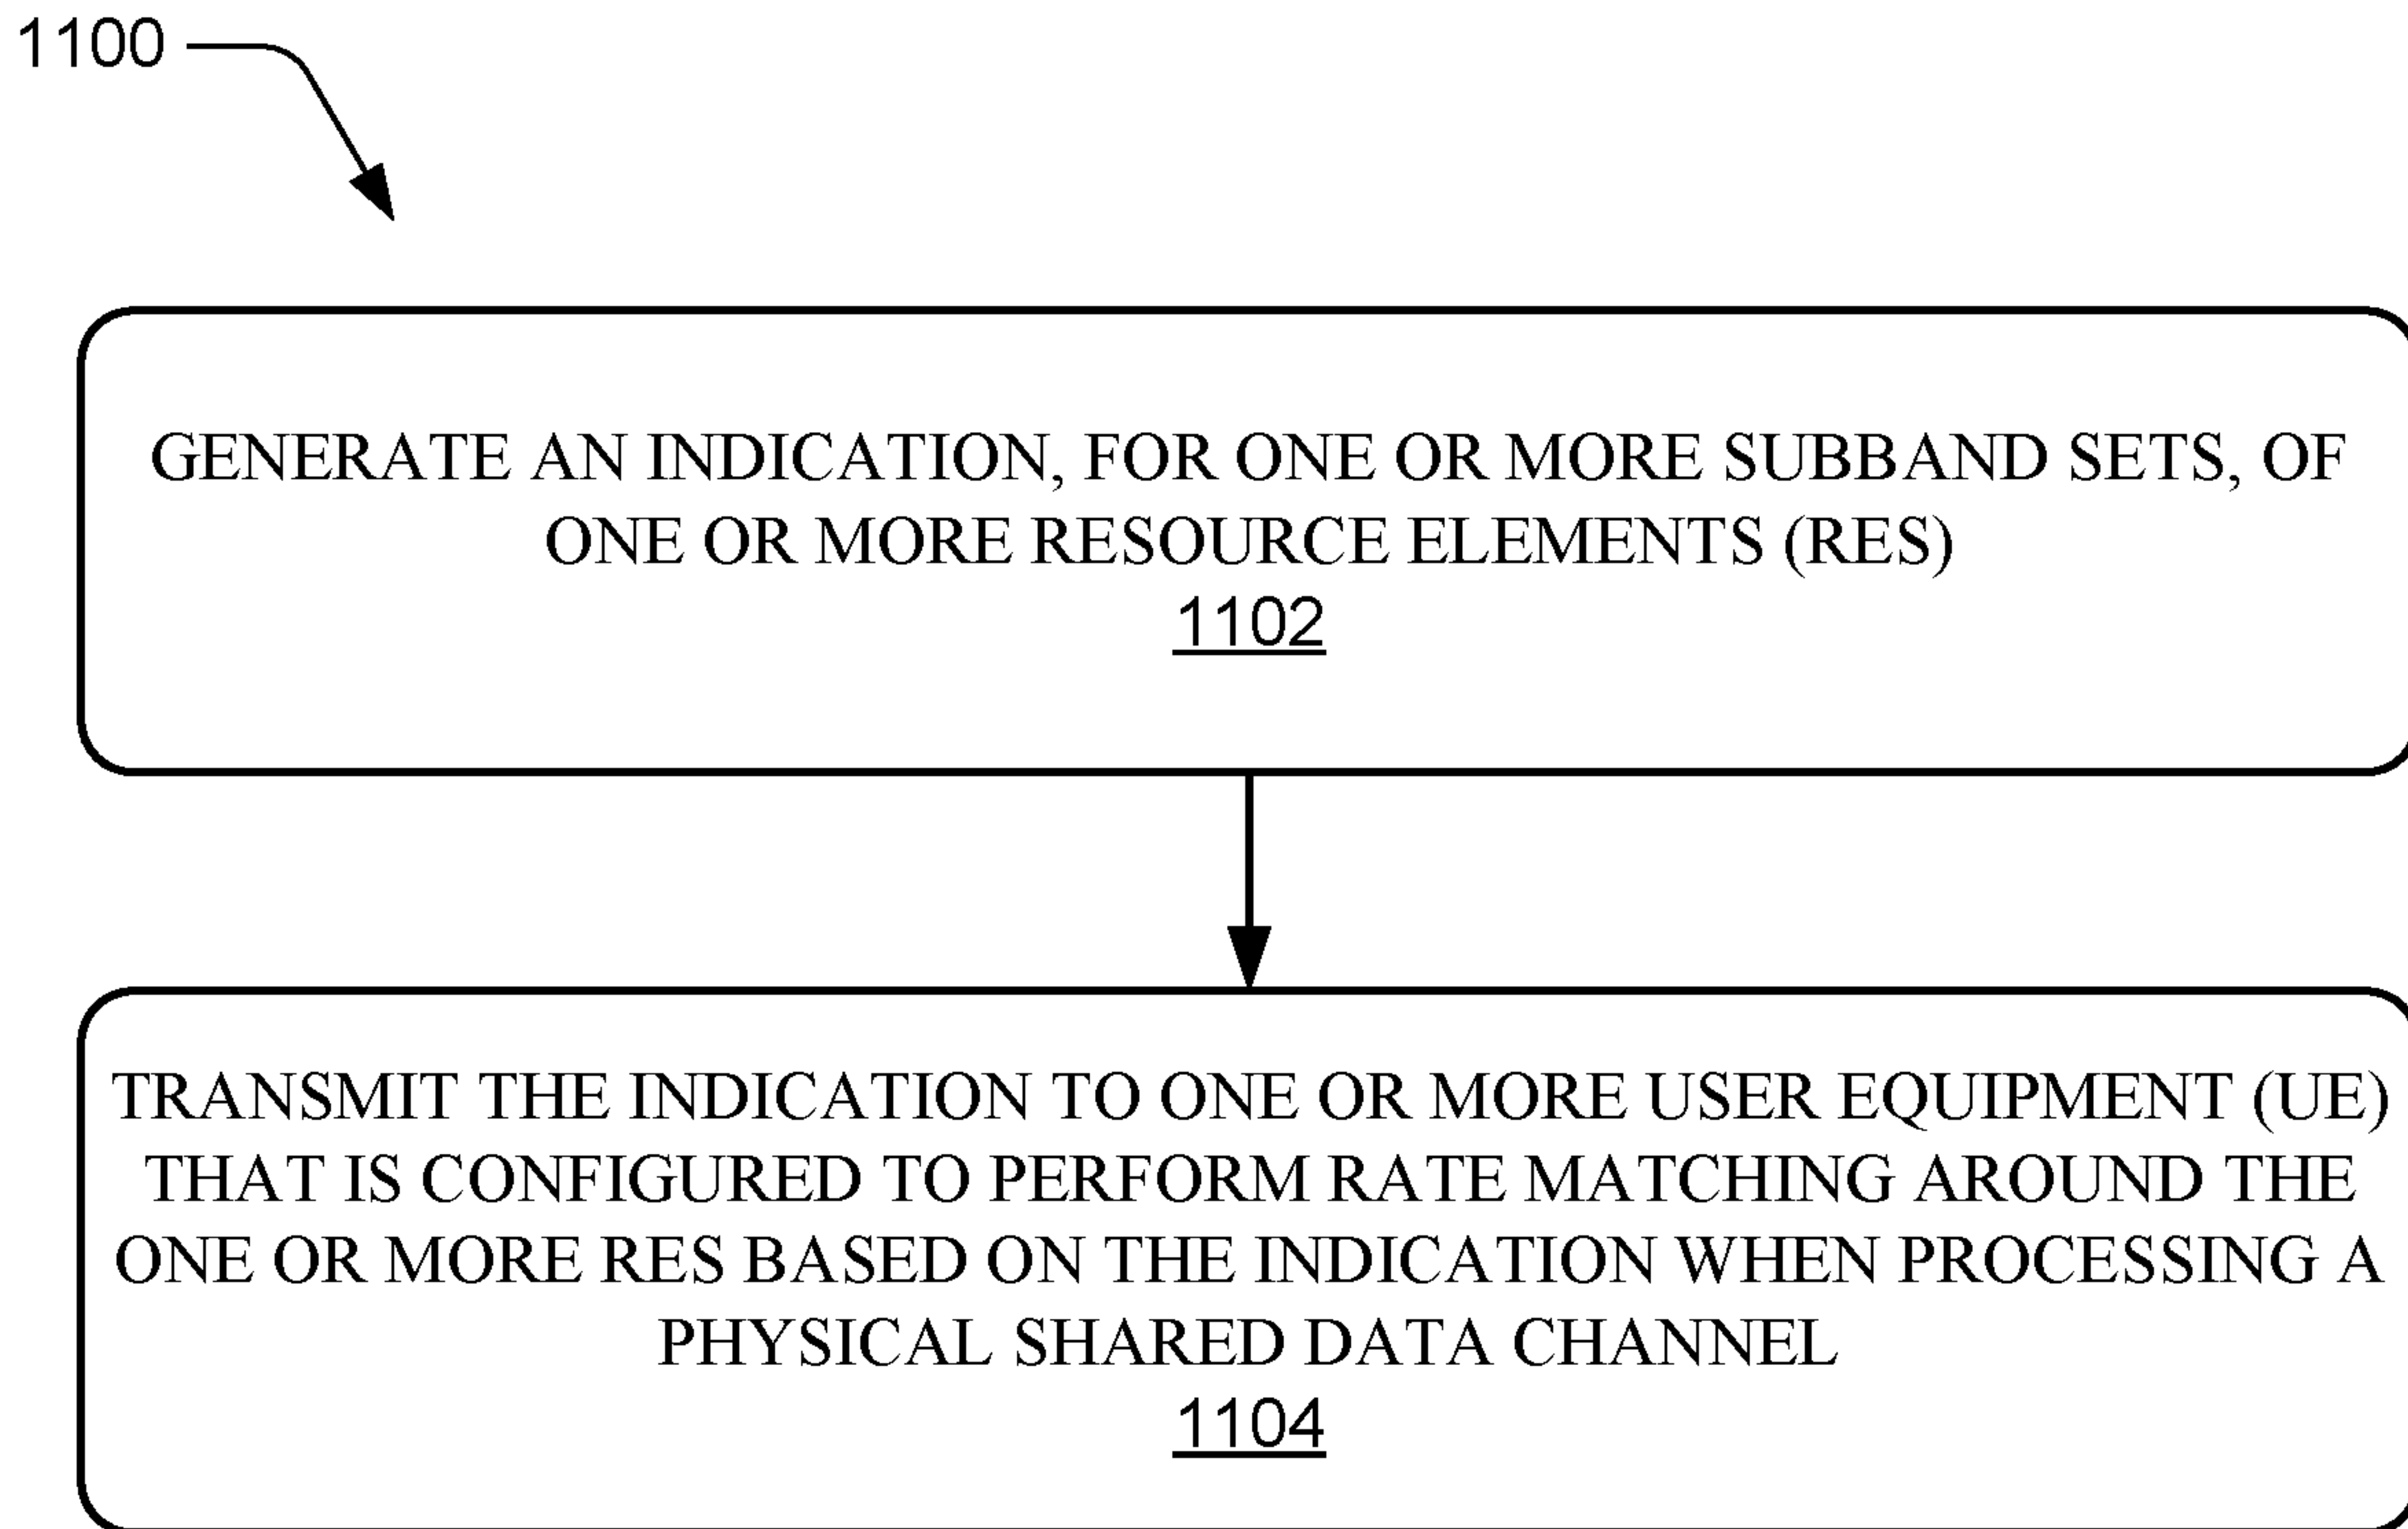 1100
GENERATE AN INDICATION, FOR ONE OR MORE SUBBAND SETS, OF
ONE OR MORE RESOURCE ELEMENTS (RES)
1102
TRANSMIT THE INDICATION TO ONE OR MORE USER EQUIPMENT (UE)
THAT IS CONFIGURED TO PERFORM RATE MATCHING AROUND THE
ONE OR MORE RES BASED ON THE INDICATION WHEN PROCESSING A
PHYSICAL SHARED DATA CHANNEL
1104